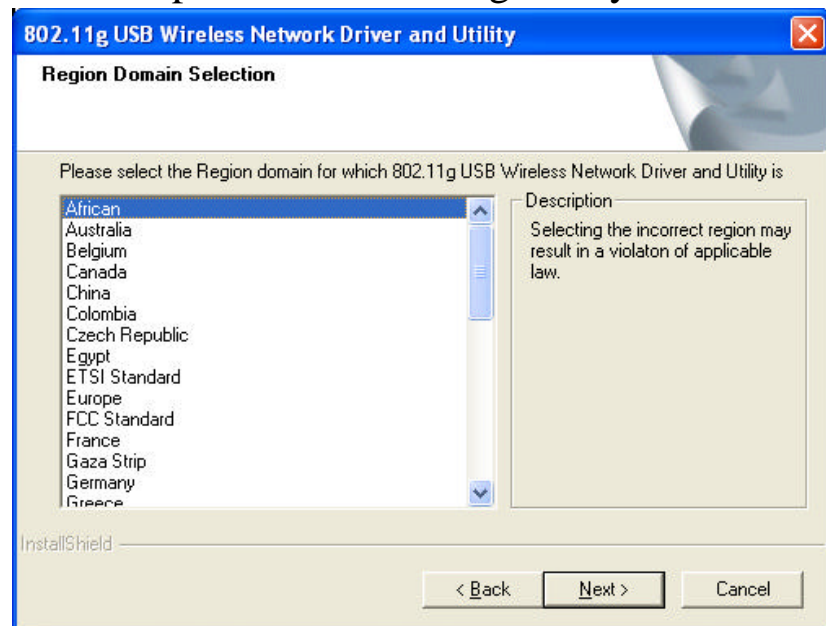 802.11g USB Wireless Network Driver and Utility
Region Domain Selection
Please select the Region domain for which 802.11g USB Wireless Network Driver and Utility is
African
Australia
Belgium
Canada
China
Colombia
Czech Republic
Egypt
ETSI Standard
Europe
FCC Standard
France
Gaza Strip
Germany
Greece
Description
Selecting the incorrect region may
result in a violaton of applicable
law.
InstallShield
< Back
Next >
Cancel